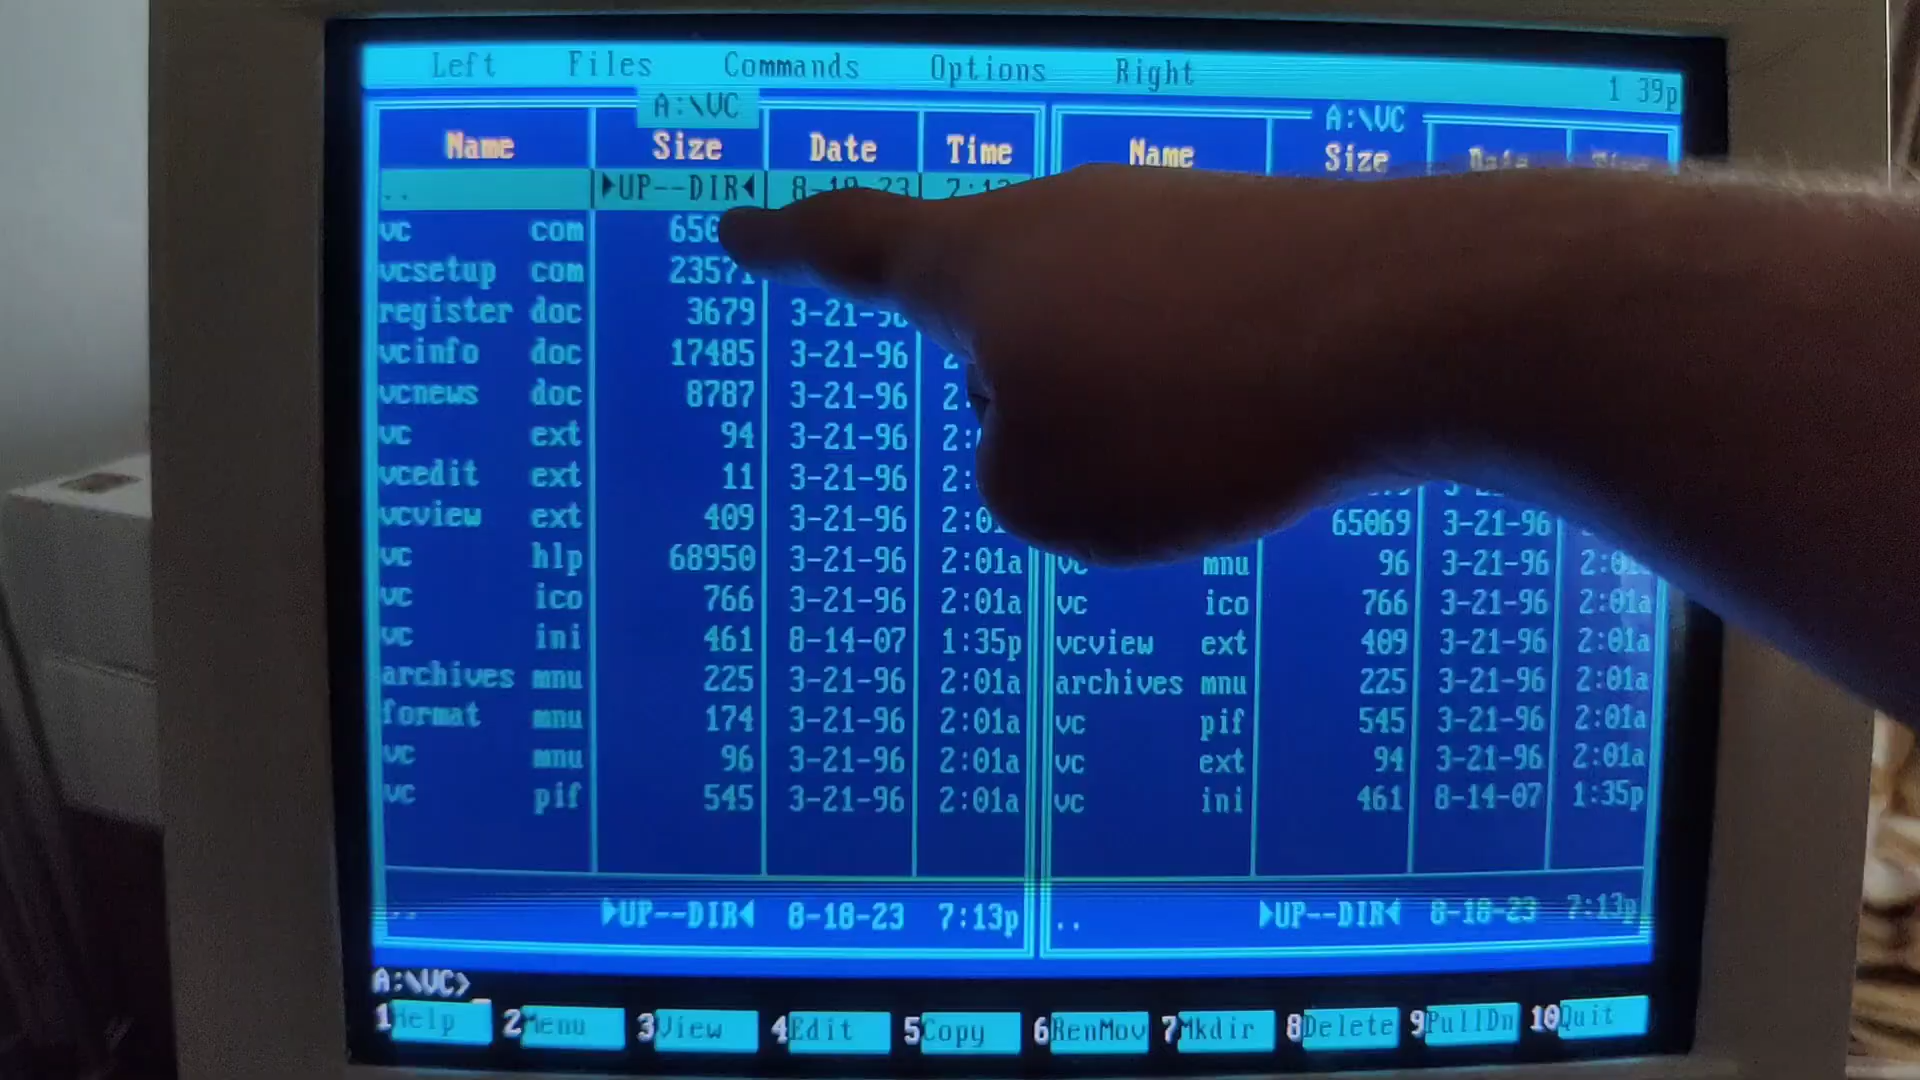 Left Files Commands Options Right
1 39p
A:\VC A:\VC
Name Size Date Time Name Size
.. ►UP--DIR◄ 8-18-23
vc com
vcsetup com 23571
register doc 3679
vcinfo doc 17485 3-21-96
vcnews doc 8787 3-21-96
vc ext 94 3-21-96
vcedit ext 11 3-21-96
vcview ext 409 3-21-96 65069 3-21-96
vc hlp 68950 3-21-96 2:01a vc mnu 96 3-21-96
vc ico 766 3-21-96 2:01a vc ico 766 3-21-96 2:01a
vc ini 461 8-14-07 1:35p vcview ext 409 3-21-96 2:01a
archives mnu 225 3-21-96 2:01a archives mnu 225 3-21-96 2:01a
format mnu 174 3-21-96 2:01a vc pif 545 3-21-96 2:01a
vc mnu 96 3-21-96 2:01a vc ext 94 3-21-96 2:01a
vc pif 545 3-21-96 2:01a vc ini 461 8-14-07 1:35p
.. ►UP--DIR◄ 8-18-23 7:13p .. ►UP--DIR◄ 8-18-23 7:13p
A:\VC>
1Help 2Menu 3View 4Edit 5Copy 6RenMov 7Mkdir 8Delete 9PullDn 10Quit